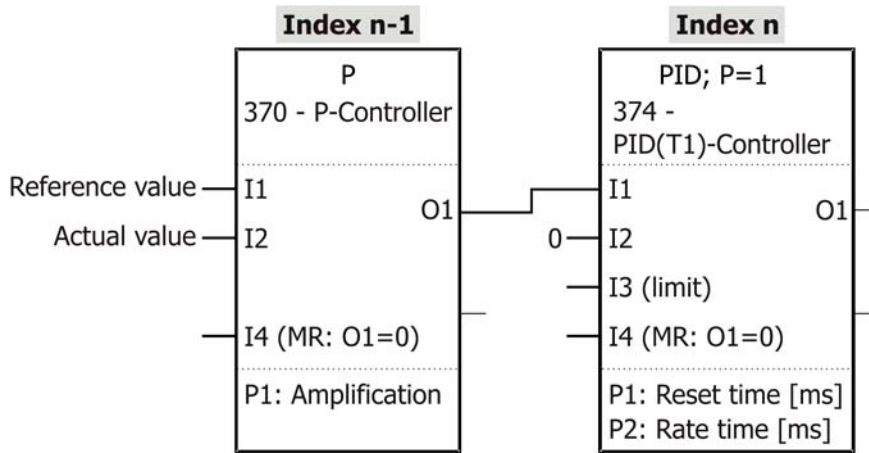 Index n-1
P
370 - P-Controller
Reference value
I1
O1
Actual value
I2
I4 (MR: O1=0)
P1: Amplification
Index n
PID; P=1
374 -
PID(T1)-Controller
I1
O1
0
I2
I3 (limit)
I4 (MR: O1=0)
P1: Reset time [ms]
P2: Rate time [ms]